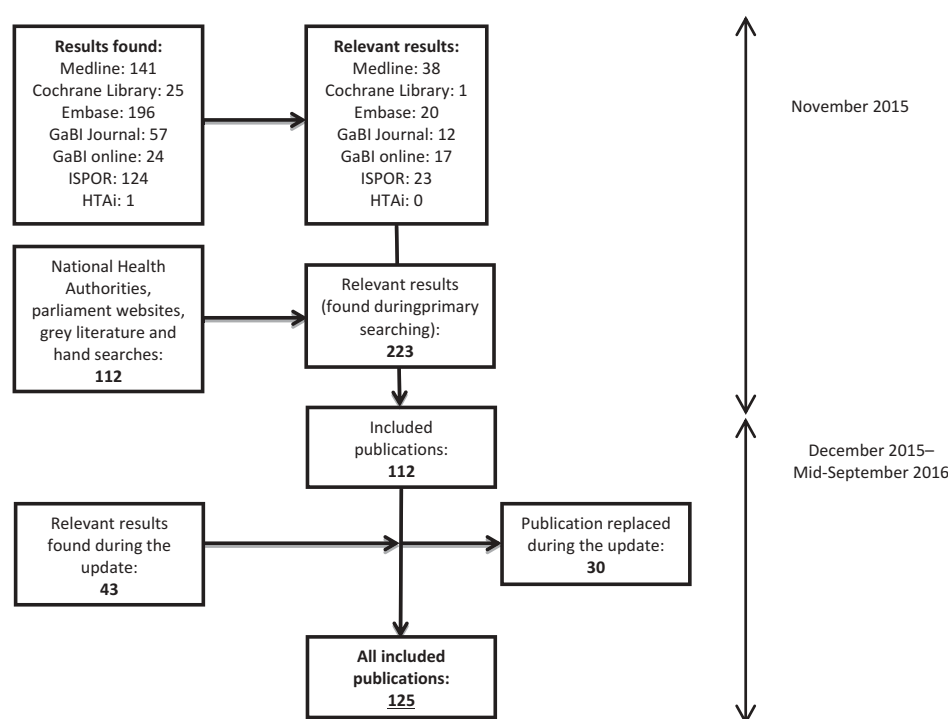 Results found:
Medline: 141
Cochrane Library: 25
Embase: 196
GaBI Journal: 57
GaBI online: 24
ISPOR: 124
HTAi: 1
Relevant results:
Medline: 38
Cochrane Library: 1
Embase: 20
GaBI Journal: 12
GaBI online: 17
ISPOR: 23
HTAi: 0
November 2015
National Health
Authorities,
parliament websites,
grey literature and
hand searches:
112
Relevant results
(found duringprimary
searching):
223
Included
publications:
112
December 2015–
Mid-September 2016
Relevant results
found during the
update:
43
Publication replaced
during the update:
30
All included
publications:
125